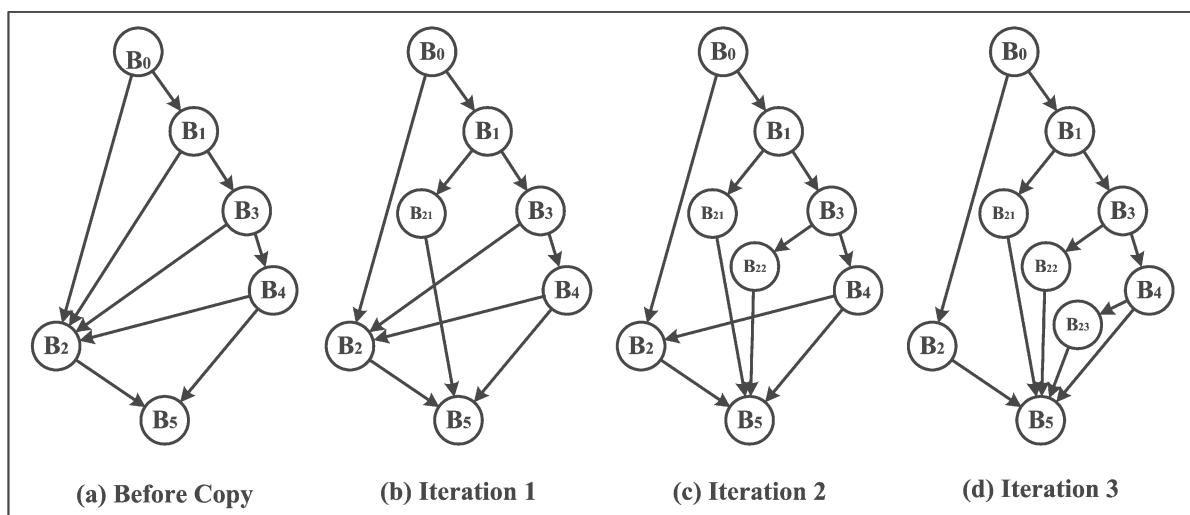 B0
B1
B3
B4
B2
B5
(a) Before Copy
B0
B1
B21
B3
B4
B2
B5
(b) Iteration 1
B0
B1
B21
B3
B22
B4
B2
B5
(c) Iteration 2
B0
B1
B21
B3
B22
B4
B23
B2
B5
(d) Iteration 3